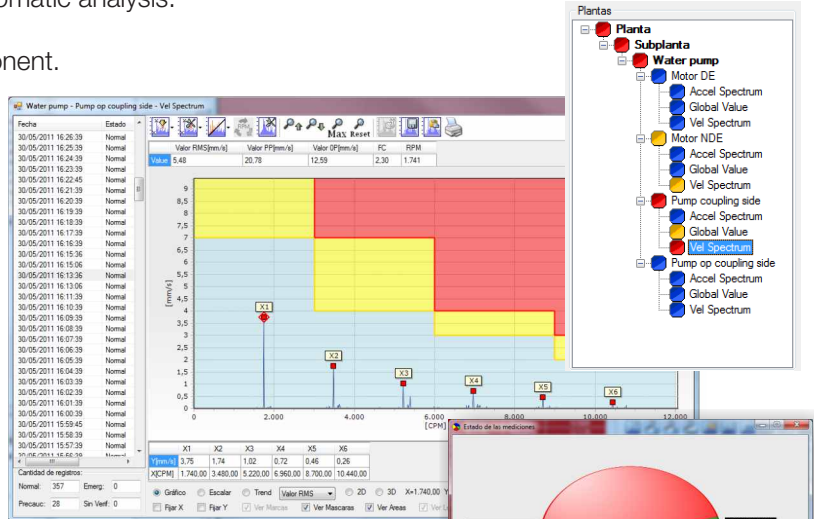 omatic analysis.
onent.
Plantas
Planta
Subplanta
Water pump
Motor DE
Accel Spectrum
Global Value
Vel Spectrum
Motor NDE
Accel Spectrum
Global Value
Vel Spectrum
Pump coupling side
Accel Spectrum
Global Value
Vel Spectrum
Pump op coupling side
Accel Spectrum
Global Value
Vel Spectrum
Water pump - Pump op coupling side - Vel Spectrum
Fecha Estado
30/05/2011 16:26:39 Normal
30/05/2011 16:25:39 Normal
30/05/2011 16:24:39 Normal
30/05/2011 16:23:39 Normal
30/05/2011 16:22:45 Normal
30/05/2011 16:21:39 Normal
30/05/2011 16:20:39 Normal
30/05/2011 16:19:39 Normal
30/05/2011 16:18:39 Normal
30/05/2011 16:17:39 Normal
30/05/2011 16:16:39 Normal
30/05/2011 16:15:36 Normal
30/05/2011 16:15:06 Normal
30/05/2011 16:13:36 Normal
30/05/2011 16:13:06 Normal
30/05/2011 16:11:39 Normal
30/05/2011 16:10:39 Normal
30/05/2011 16:09:39 Normal
30/05/2011 16:08:39 Normal
30/05/2011 16:07:39 Normal
30/05/2011 16:06:39 Normal
30/05/2011 16:05:39 Normal
30/05/2011 16:04:39 Normal
30/05/2011 16:03:39 Normal
30/05/2011 16:02:39 Normal
30/05/2011 16:01:39 Normal
30/05/2011 16:00:39 Normal
30/05/2011 15:59:45 Normal
30/05/2011 15:58:39 Normal
30/05/2011 15:57:39 Normal
30/05/2011 15:56:39 Normal
Cantidad de registros:
Normal: 357 Emerg: 0
Precauc: 28 Sin Verif: 0
RPM Max Reset
Valor RMS[mm/s] Valor PP[mm/s] Valor 0P[mm/s] FC RPM
Value 5,48 20,78 12,59 2.30 1.741
[mm/s]
9
8,5
8
7,5
7
6,5
6
5,5
5
4,5
4
3,5
3
2,5
2
1,5
1
0,5
0
X1
X2
X3
X4
X5
X6
0 2.000 4.000 6.000 8.000 10.000 12.000
[CPM]
X1 X2 X3 X4 X5 X6
Y[mm/s] 3,75 1,74 1,02 0,72 0,46 0,26
X[CPM] 1.740,00 3.480,00 5.220,00 6.960,00 8.700,00 10.440,00
Gráfico Escalar Trend Valor RMS 2D 3D X=1.740,00 Y
Fijar X Fijar Y Ver Marcas Ver Mascaras Ver Areas Ver
Estado de las mediciones